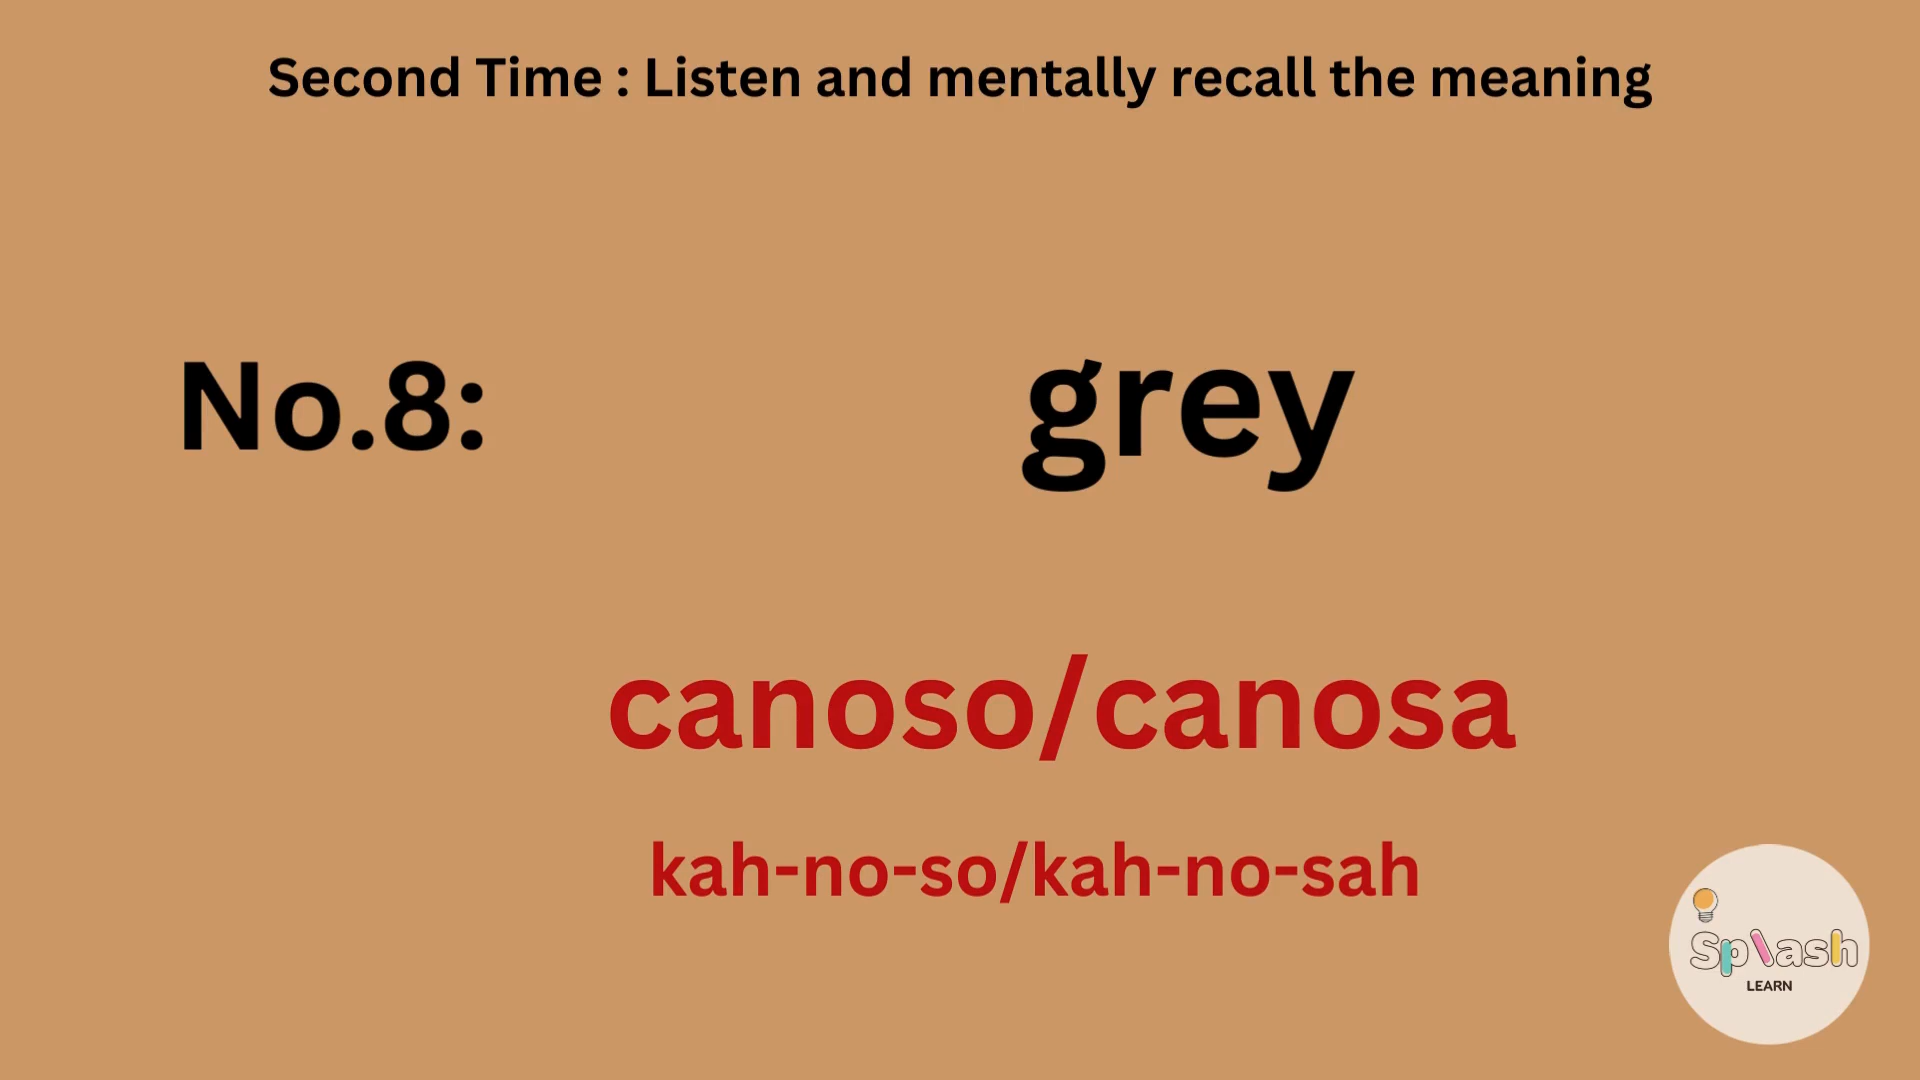 Second Time : Listen and mentally recall the meaning
No.8:
grey
canoso/canosa
kah-no-so/kah-no-sah
Splash
LEARN